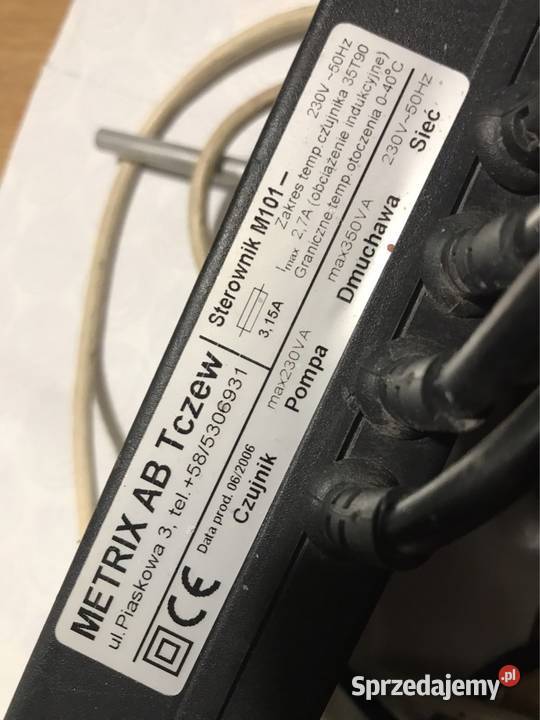 METRIX AB Tczew
ul.Piaskowa 3, tel.+58/5306931
CE Data prod. 06/2006
Sterownik M101–
230V ~50Hz
Zakres temp.czujnika 35T90
3,15A
Imax 2,7A (obciażenie indukcyjne)
Graniczne temp.otoczenia 0-40°C
Czujnik
max230VA
Pompa
max350VA
Dmuchawa
230V~50Hz
Sieć
Sprzedajemy.pl